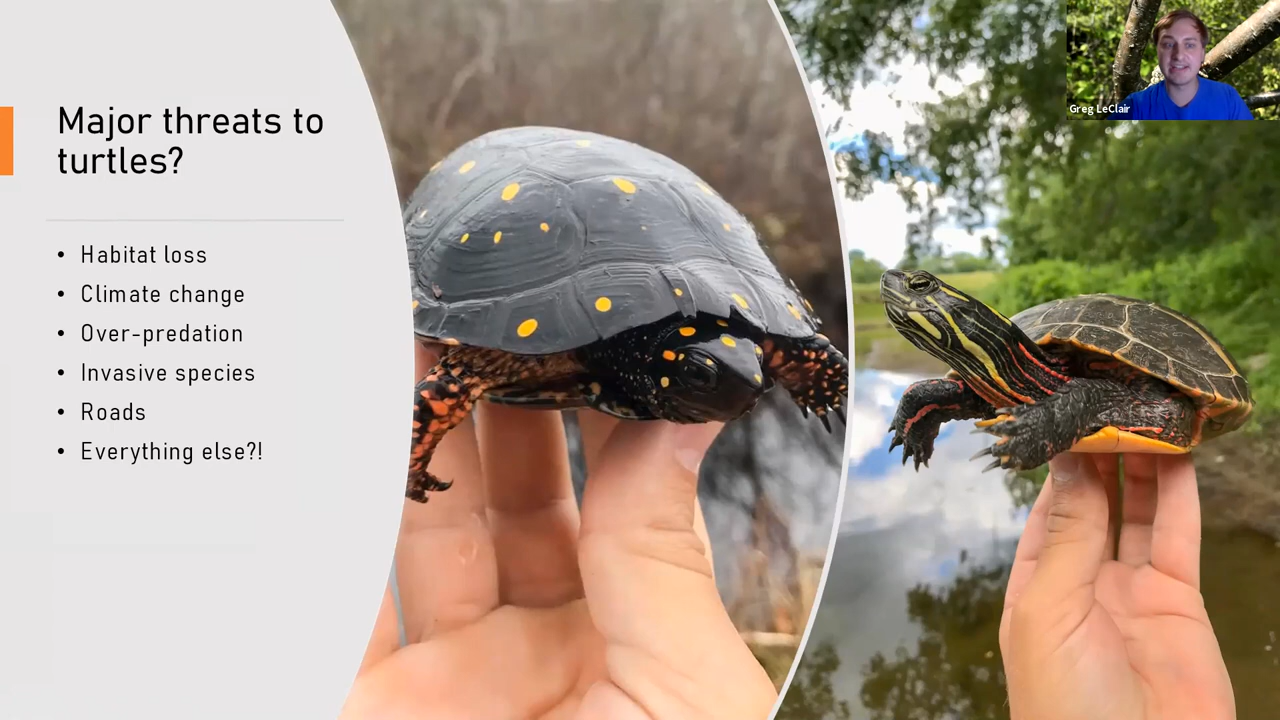 Major threats to
turtles?
• Habitat loss
• Climate change
• Over-predation
• Invasive species
• Roads
• Everything else?!
Greg LeClair